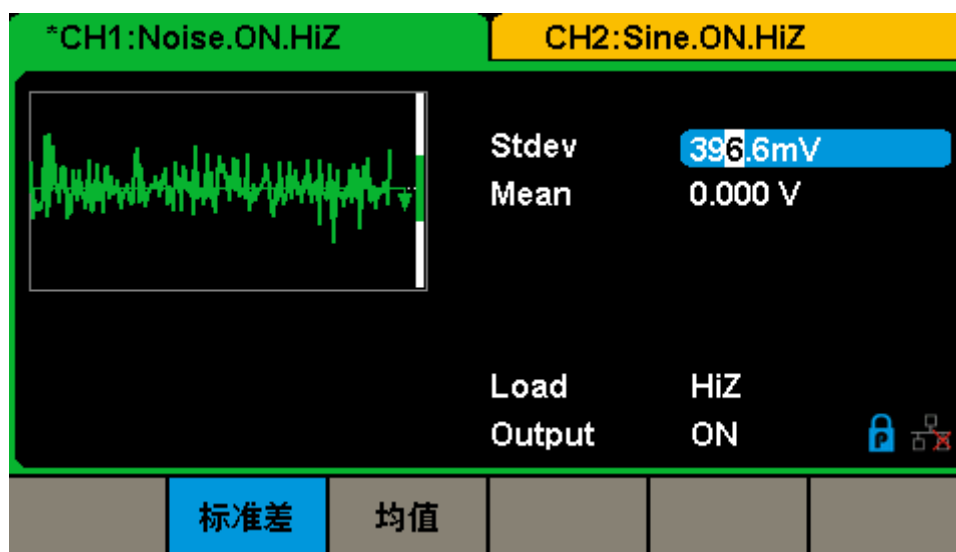 *CH1:Noise.ON.HiZ CH2:Sine.ON.HiZ
Stdev 396.6mV
Mean 0.000 V
Load HiZ
Output ON P
标准差 均值